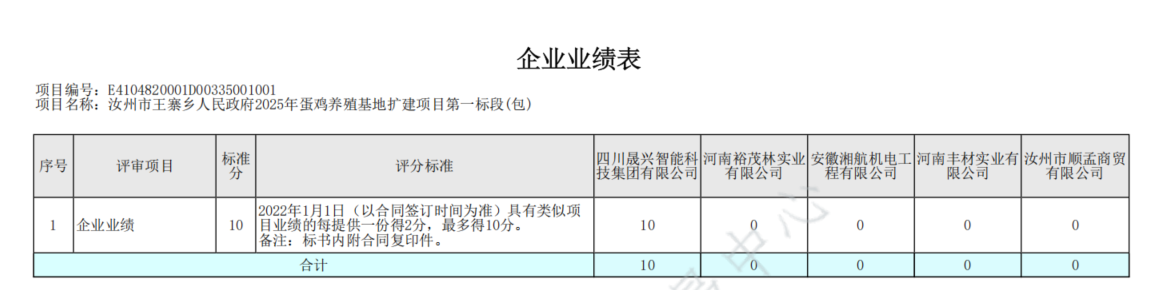 企业业绩表
项目编号：E4104820001D00335001001
项目名称：汝州市王寨乡人民政府2025年蛋鸡养殖基地扩建项目第一标段(包)
序号 评审项目 标准分 评分标准 四川晟兴智能科技集团有限公司 河南裕茂林实业有限公司 安徽湘航机电工程有限公司 河南丰材实业有限公司 汝州市顺孟商贸有限公司
1 企业业绩 10 2022年1月1日（以合同签订时间为准）具有类似项目业绩的每提供一份得2分，最多得10分。
备注：标书内附合同复印件。 10 0 0 0 0
合计 10 0 0 0 0
中心